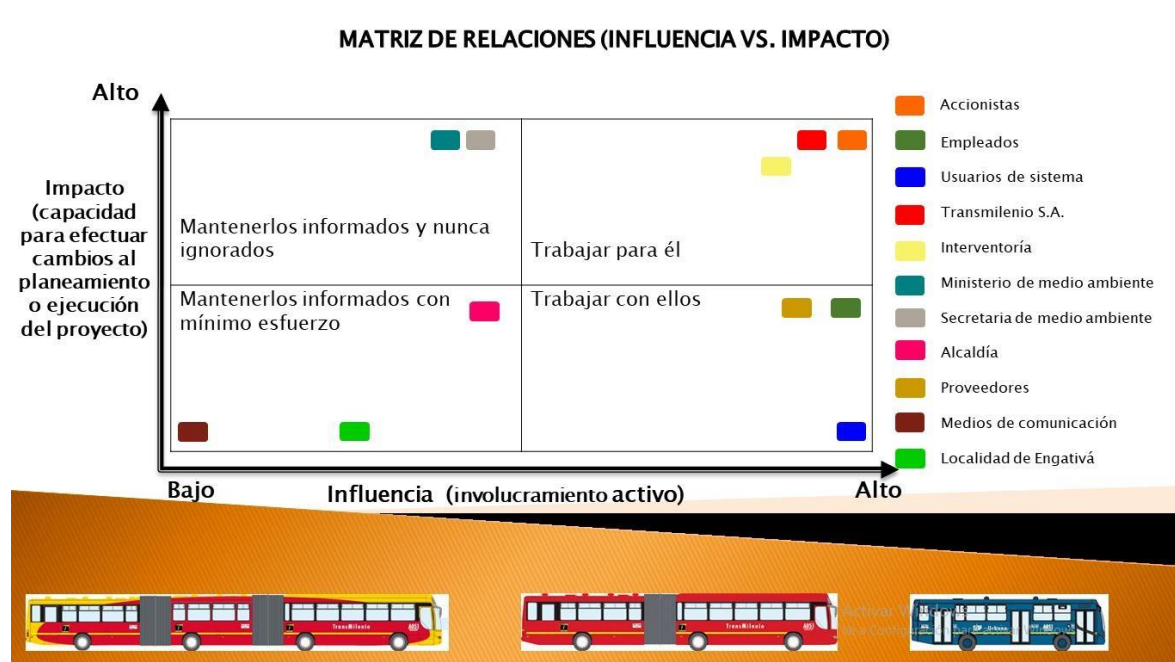 MATRIZ DE RELACIONES (INFLUENCIA VS. IMPACTO)
Alto
Impacto
(capacidad
para efectuar
cambios al
planeamiento
o ejecución
del proyecto)
Mantenerlos informados y nunca
ignorados
Trabajar para él
Mantenerlos informados con
mínimo esfuerzo
Trabajar con ellos
Bajo
Influencia (involucramiento activo)
Alto
Accionistas
Empleados
Usuarios de sistema
Transmilenio S.A.
Interventoría
Ministerio de medio ambiente
Secretaria de medio ambiente
Alcaldía
Proveedores
Medios de comunicación
Localidad de Engativá
TransMilenio
TransMilenio
Activar Windows